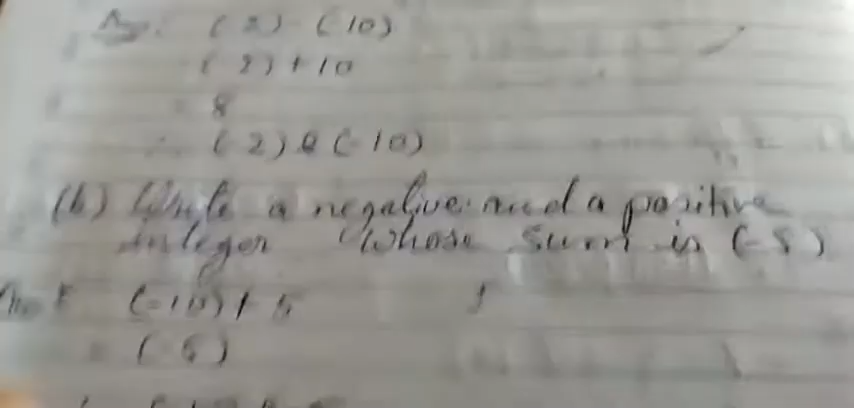 Ans: (-2) - (-10)
(-2) + 10
= 8
∴ (-2) & (-10)
(b) Write a negative and a positive
integer whose sum is (-5)
(-10) + 5
= (-5)